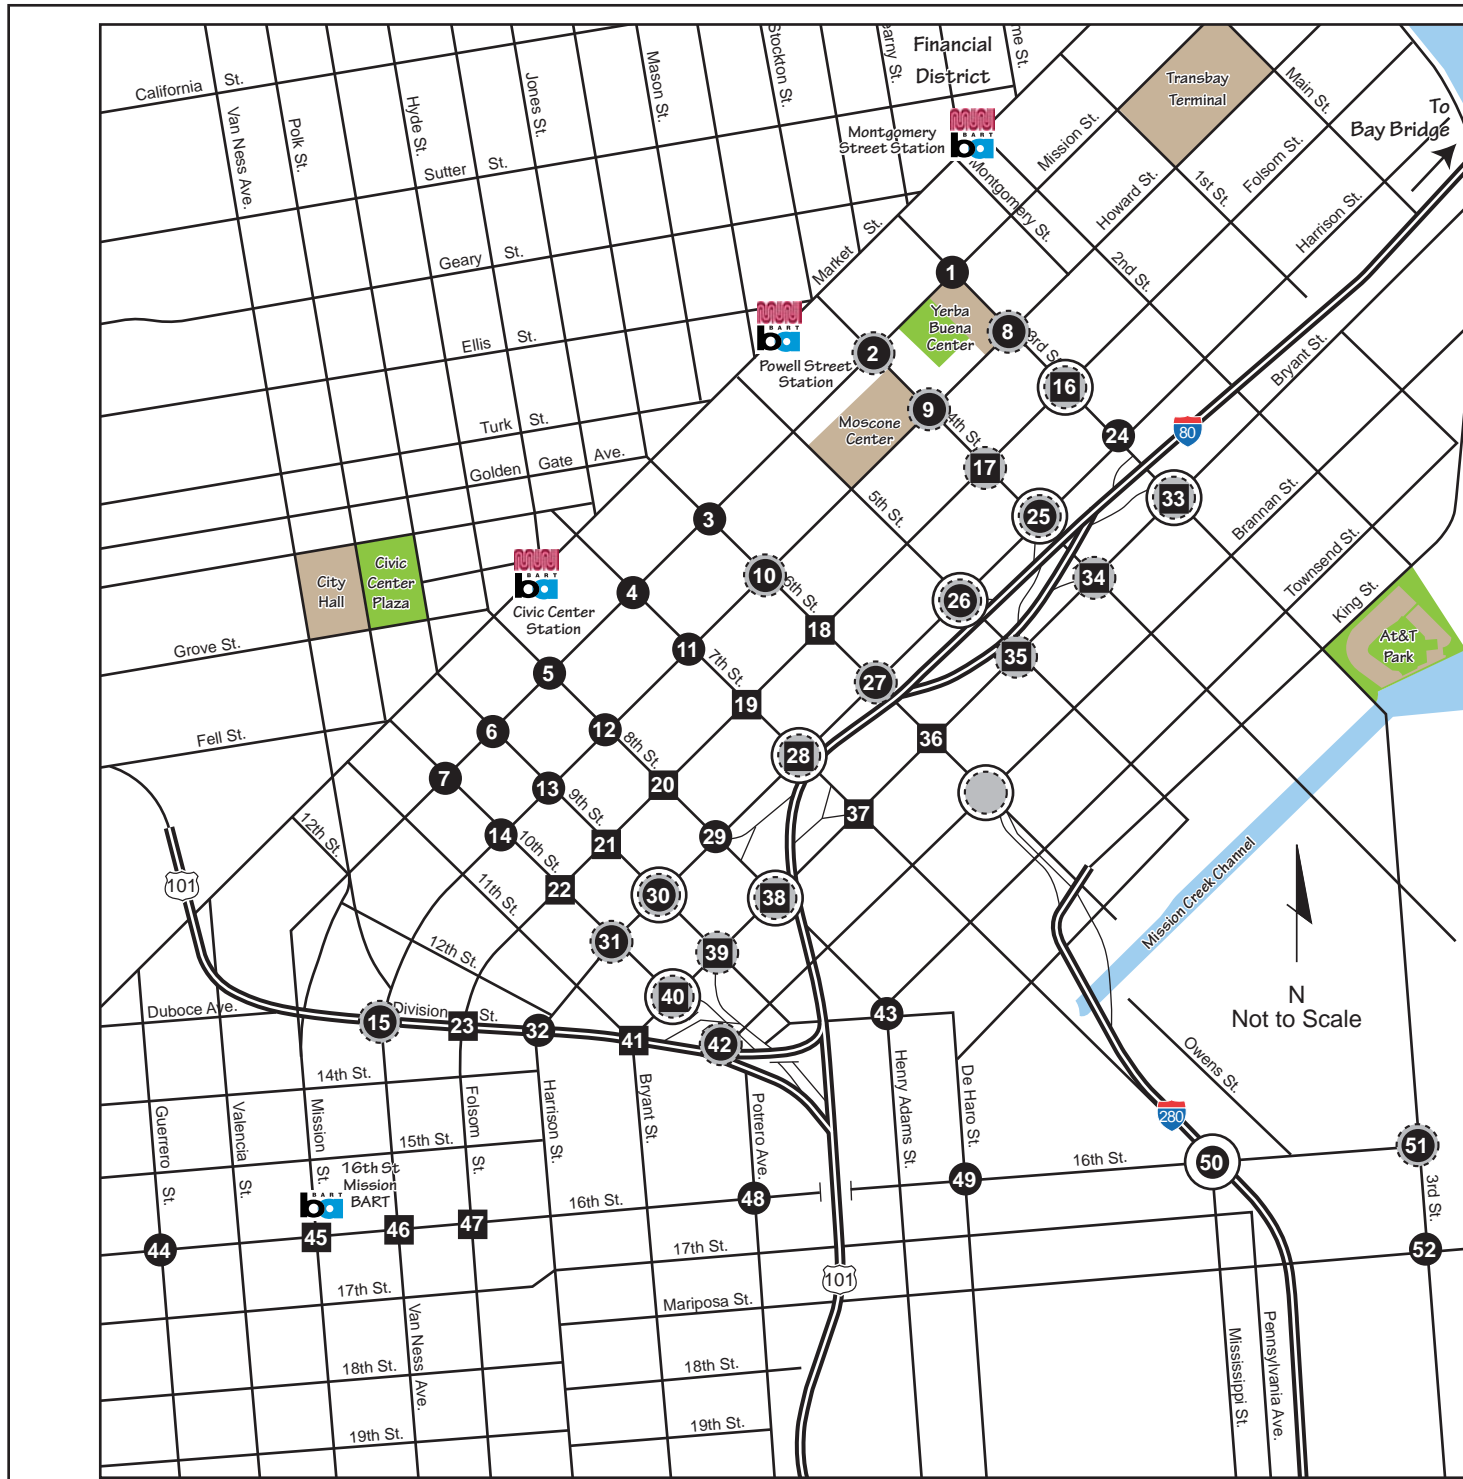 California St.
Van Ness Ave.
Polk St.
Hyde St.
Jones St.
Mason St.
Stockton St.
Financial
District
Sutter St.
Geary St.
Ellis St.
Turk St.
Golden Gate Ave.
Grove St.
Fell St.
Market St.
Montgomery
Street Station
MUNI
BART
ba
Montgomery St.
Mission St.
Howard St.
Transbay
Terminal
1st St.
2nd St.
Main St.
Folsom St.
Harrison St.
To
Bay Bridge
Bryant St.
Brannan St.
Townsend St.
King St.
At&T
Park
80
MUNI
BART
ba
Powell Street
Station
Yerba
Buena
Center
Moscone
Center
3rd S
4th St.
5th St.
6th St.
7th St.
8th St.
9th St.
10th St.
11th St.
12th St.
12th St.
MUNI
BART
ba
Civic Center
Station
City
Hall
Civic
Center
Plaza
1
2
3
4
5
6
7
8
9
10
11
12
13
14
15
16
17
18
19
20
21
22
23
24
25
26
27
28
29
30
31
32
33
34
35
36
37
38
39
40
41
42
43
44
45
46
47
48
49
50
51
52
101
Duboce Ave.
Division St.
Mission Creek Channel
N
Not to Scale
Owens St.
280
14th St.
15th St.
16th St.
16th St.
17th St.
17th St.
Mariposa St.
18th St.
18th St.
19th St.
19th St.
Guerrero St.
Valencia St.
Mission St.
16th St
Mission
BART
BART
ba
Van Ness Ave.
Folsom St.
Harrison St.
Bryant St.
Potrero Ave.
Henry Adams St.
De Haro St.
101
Mississippi St.
Pennsylvania Ave.
3rd St.